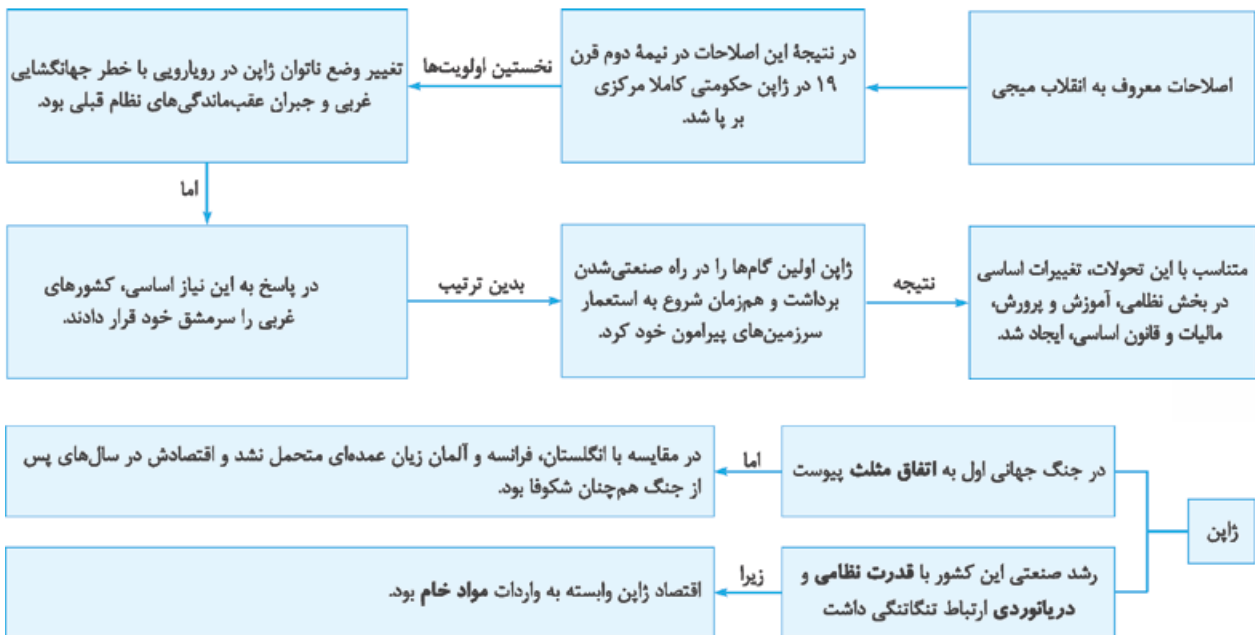 اصلاحات معروف به انقلاب میجی
در نتیجهٔ این اصلاحات در نیمهٔ دوم قرن
۱۹ در ژاپن حکومتی کاملا مرکزی
بر پا شد.
نخستین اولویت‌ها
تغییر وضع ناتوان ژاپن در رویارویی با خطر جهانگشایی
غربی و جبران عقب‌ماندگی‌های نظام قبلی بود.
اما
در پاسخ به این نیاز اساسی، کشورهای
غربی را سرمشق خود قرار دادند.
بدین ترتیب
ژاپن اولین گام‌ها را در راه صنعتی‌شدن
برداشت و هم‌زمان شروع به استعمار
سرزمین‌های پیرامون خود کرد.
نتیجه
متناسب با این تحولات، تغییرات اساسی
در بخش نظامی، آموزش و پرورش،
مالیات و قانون اساسی، ایجاد شد.
ژاپن
در جنگ جهانی اول به اتفاق مثلث پیوست
اما
در مقایسه با انگلستان، فرانسه و آلمان زیان عمده‌ای متحمل نشد و اقتصادش در سال‌های پس
از جنگ هم‌چنان شکوفا بود.
رشد صنعتی این کشور با قدرت نظامی و
دریانوردی ارتباط تنگاتنگی داشت
زیرا
اقتصاد ژاپن وابسته به واردات مواد خام بود.